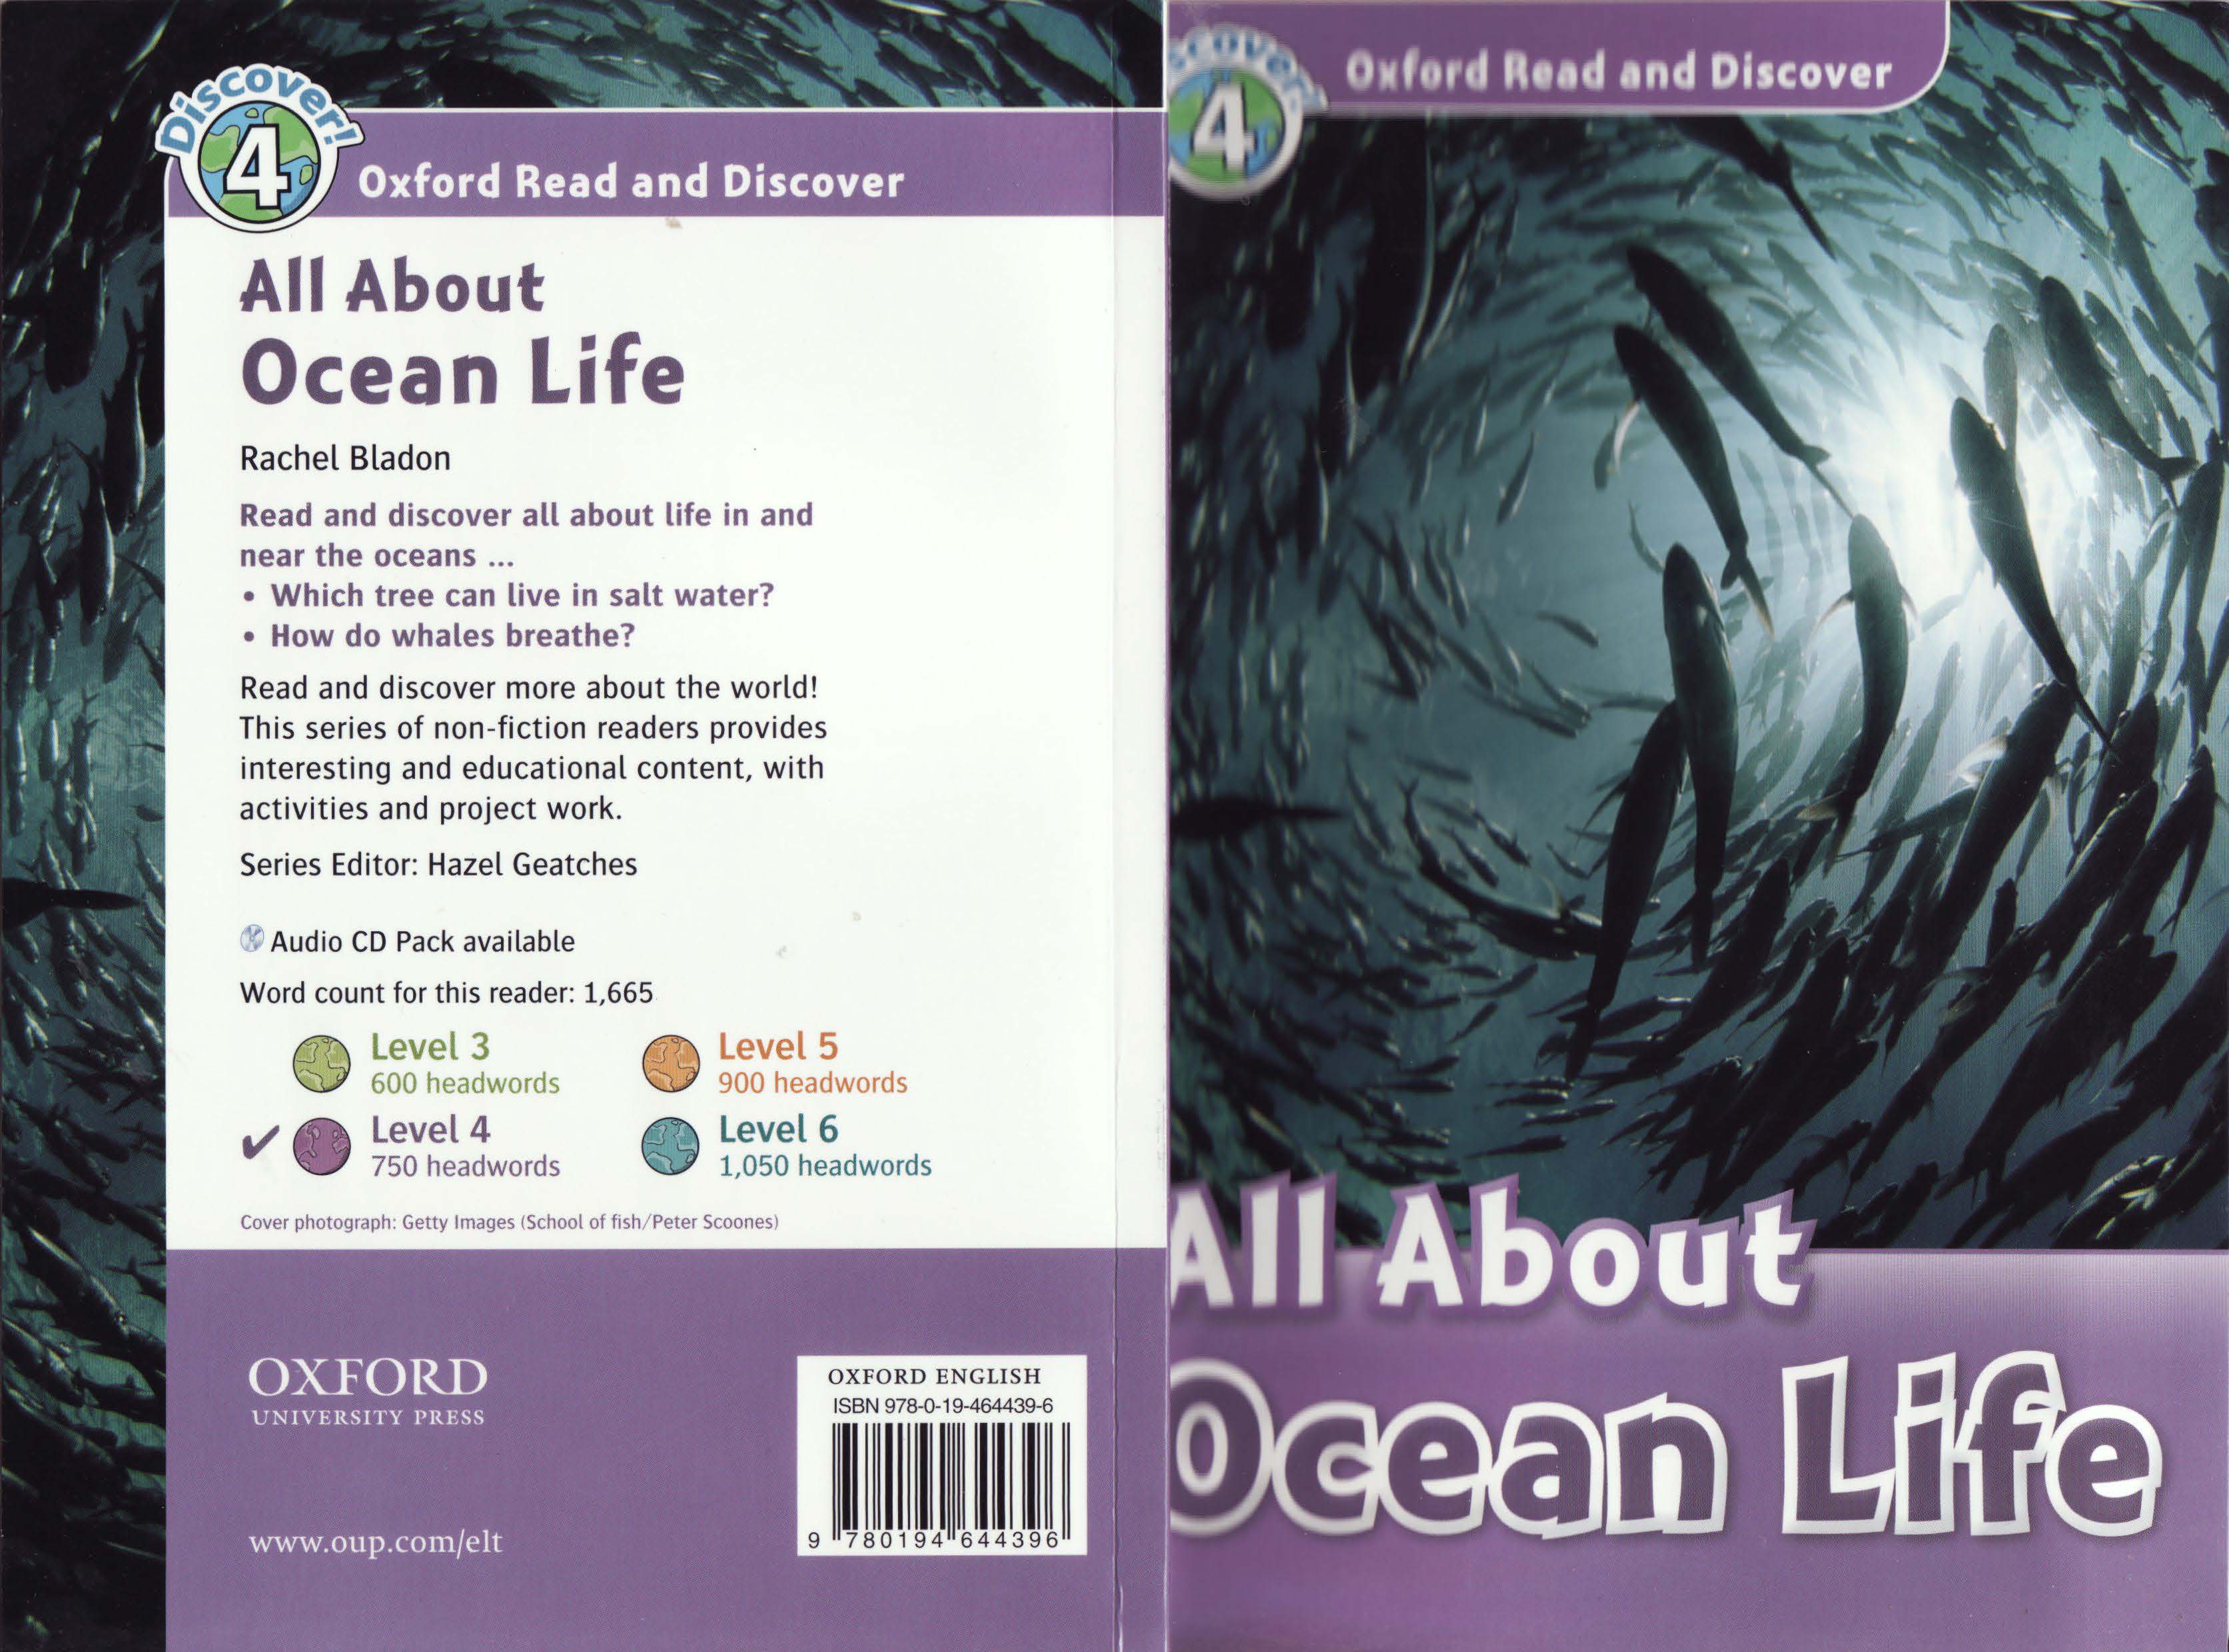 Discover!
4
Oxford Read and Discover
All About
Ocean Life
Rachel Bladon
Read and discover all about life in and
near the oceans ...
• Which tree can live in salt water?
• How do whales breathe?
Read and discover more about the world!
This series of non-fiction readers provides
interesting and educational content, with
activities and project work.
Series Editor: Hazel Geatches
Audio CD Pack available
Word count for this reader: 1,665
Level 3
600 headwords
✓ Level 4
750 headwords
Level 5
900 headwords
Level 6
1,050 headwords
Cover photograph: Getty Images (School of fish/Peter Scoones)
OXFORD
UNIVERSITY PRESS
www.oup.com/elt
OXFORD ENGLISH
ISBN 978-0-19-464439-6
9 780194 644396
scover!
4
Oxford Read and Discover
All About
Ocean Life